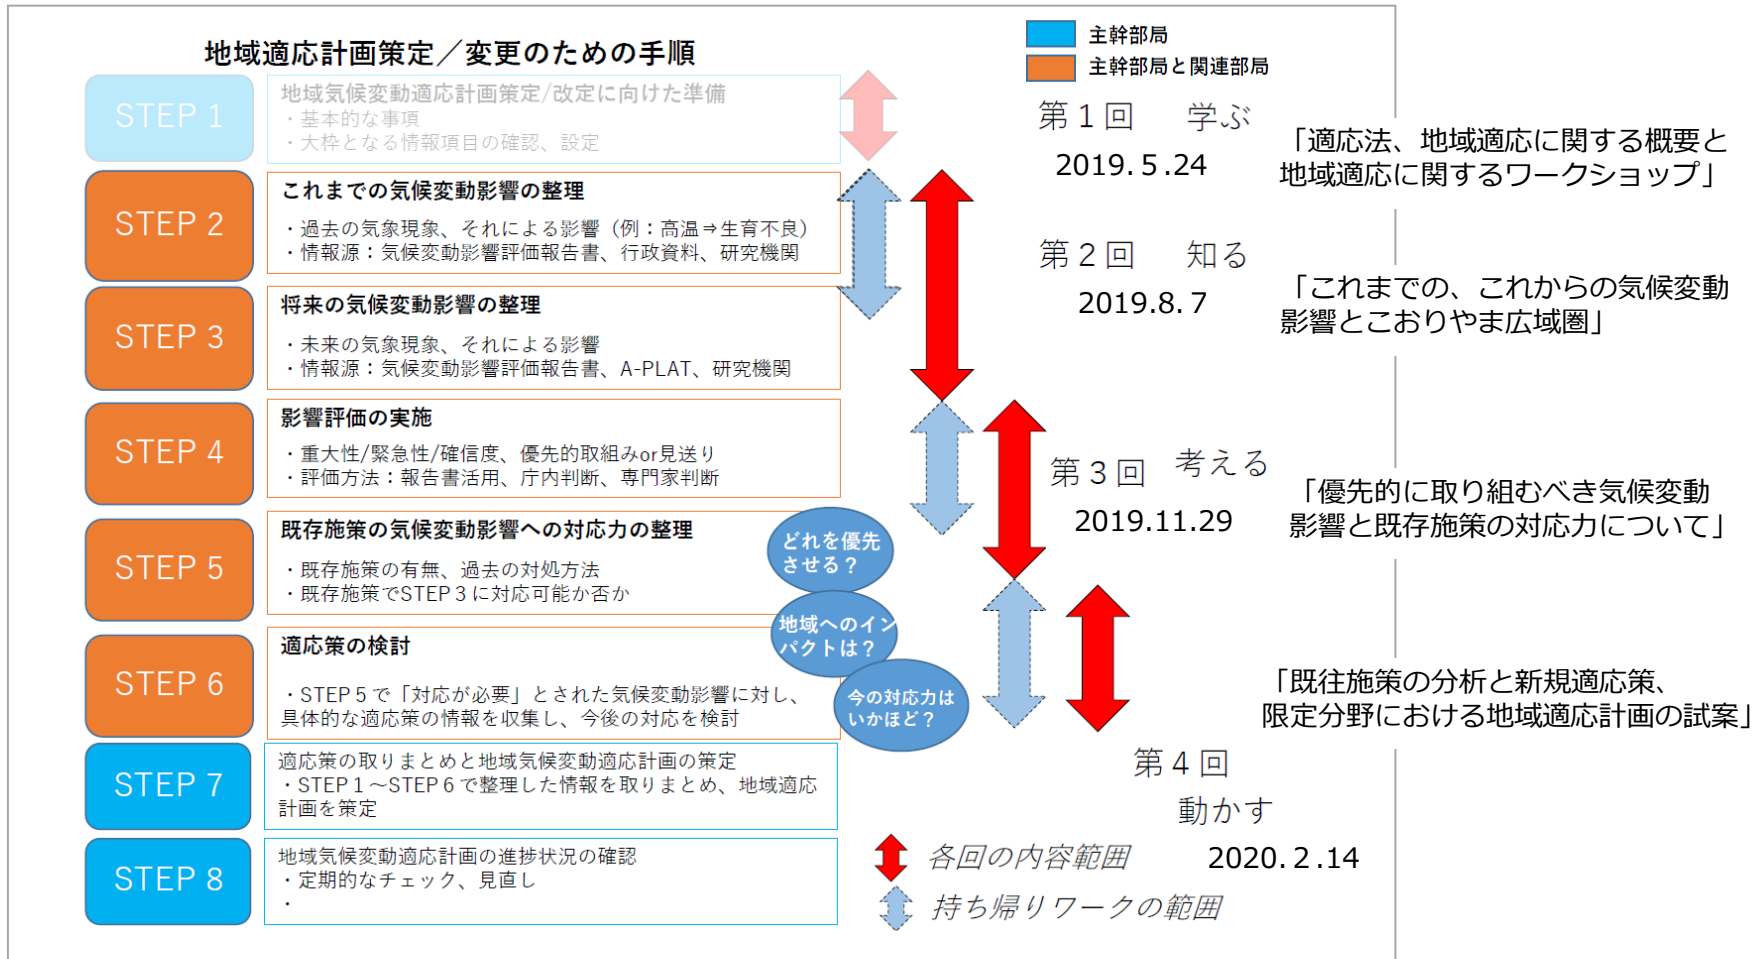 地域適応計画策定／変更のための手順
主幹部局
主幹部局と関連部局
STEP 1
地域気候変動適応計画策定/改定に向けた準備
・基本的な事項
・大枠となる情報項目の確認、設定
STEP 2
これまでの気候変動影響の整理
・過去の気象現象、それによる影響（例：高温⇒生育不良）
・情報源：気候変動影響評価報告書、行政資料、研究機関
STEP 3
将来の気候変動影響の整理
・未来の気象現象、それによる影響
・情報源：気候変動影響評価報告書、A-PLAT、研究機関
STEP 4
影響評価の実施
・重大性/緊急性/確信度、優先的取組みor見送り
・評価方法：報告書活用、庁内判断、専門家判断
STEP 5
既存施策の気候変動影響への対応力の整理
・既存施策の有無、過去の対処方法
・既存施策でSTEP３に対応可能か否か
STEP 6
適応策の検討
・STEP５で「対応が必要」とされた気候変動影響に対し、
具体的な適応策の情報を収集し、今後の対応を検討
STEP 7
適応策の取りまとめと地域気候変動適応計画の策定
・STEP１～STEP６で整理した情報を取りまとめ、地域適応
計画を策定
STEP 8
地域気候変動適応計画の進捗状況の確認
・定期的なチェック、見直し
・
どれを優先
させる？
地域へのイン
パクトは？
今の対応力は
いかほど？
第１回　学ぶ
2019.５.24
「適応法、地域適応に関する概要と
地域適応に関するワークショップ」
第２回　知る
2019.8.７
「これまでの、これからの気候変動
影響とこおりやま広域圏」
第３回　考える
2019.11.29
「優先的に取り組むべき気候変動
影響と既存施策の対応力について」
「既往施策の分析と新規適応策、
限定分野における地域適応計画の試案」
第４回
動かす
2020.２.14
各回の内容範囲
持ち帰りワークの範囲